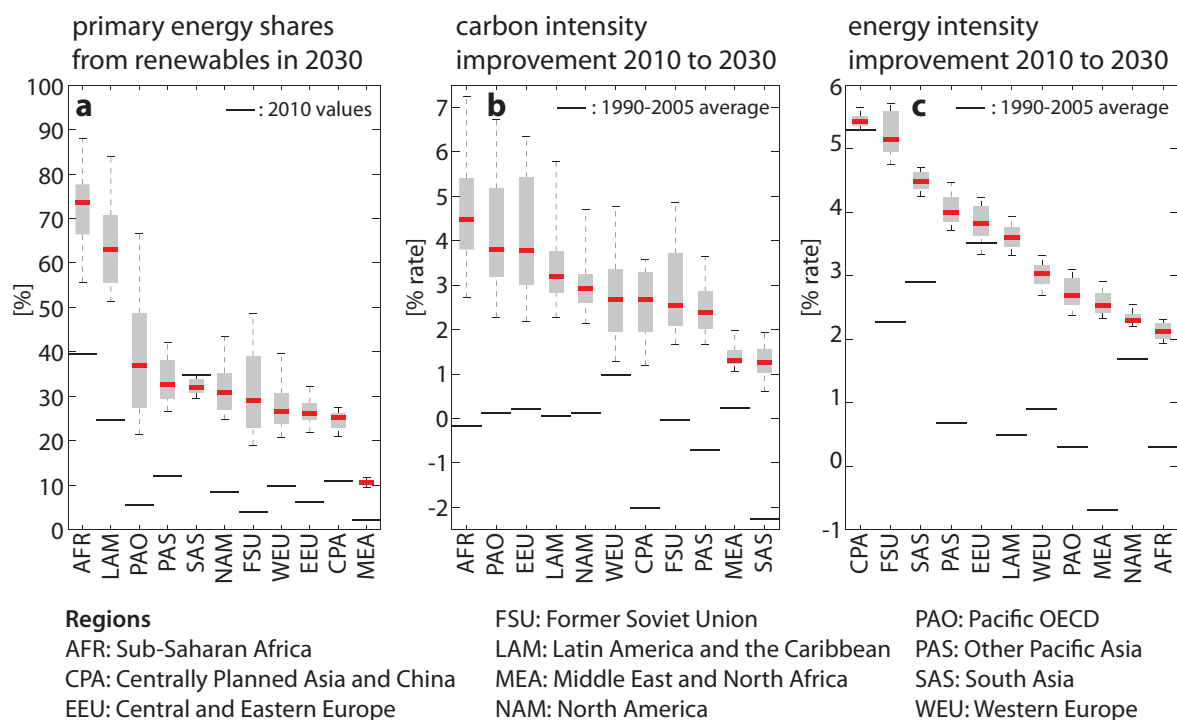 primary energy shares
from renewables in 2030
carbon intensity
improvement 2010 to 2030
energy intensity
improvement 2010 to 2030
a
: 2010 values
b
: 1990-2005 average
c
: 1990-2005 average
[%]
100
90
80
70
60
50
40
30
20
10
0
AFR
LAM
PAO
PAS
SAS
NAM
FSU
WEU
EEU
CPA
MEA
[% rate]
7
6
5
4
3
2
1
0
-1
-2
AFR
PAO
EEU
LAM
NAM
WEU
CPA
FSU
PAS
MEA
SAS
[% rate]
6
5
4
3
2
1
0
-1
CPA
FSU
SAS
PAS
EEU
LAM
WEU
PAO
MEA
NAM
AFR
Regions
AFR: Sub-Saharan Africa
CPA: Centrally Planned Asia and China
EEU: Central and Eastern Europe
FSU: Former Soviet Union
LAM: Latin America and the Caribbean
MEA: Middle East and North Africa
NAM: North America
PAO: Pacific OECD
PAS: Other Pacific Asia
SAS: South Asia
WEU: Western Europe